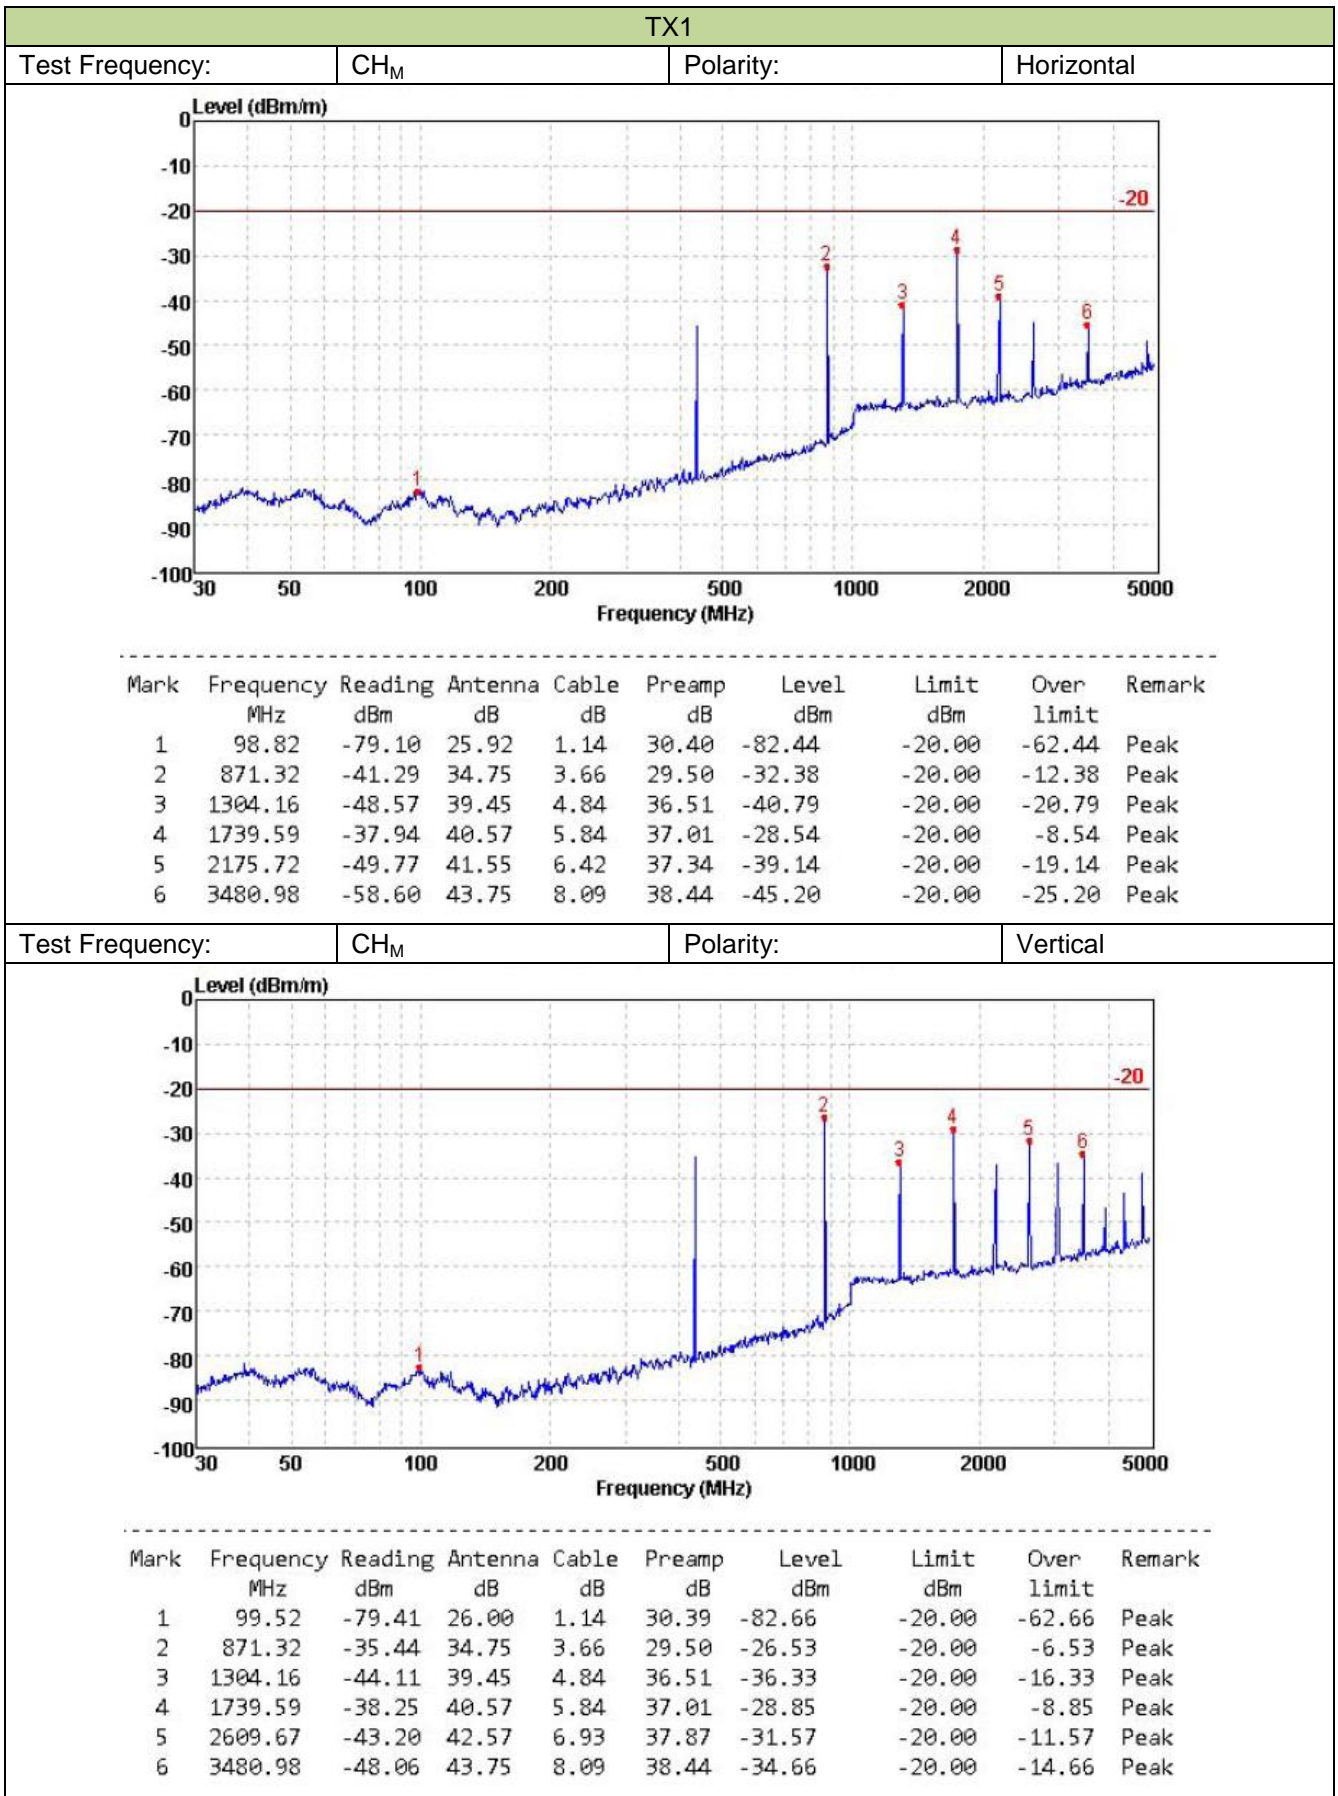 TX1
Test Frequency: CHM Polarity: Horizontal
Level (dBm/m)
0
-10
-20
-20
-30
-40
-50
-60
-70
-80
-90
-100
1
2
3
4
5
6
30 50 100 200 500 1000 2000 5000
Frequency (MHz)
Mark Frequency Reading Antenna Cable Preamp Level Limit Over Remark
MHz dBm dB dB dB dBm dBm limit
1 98.82 -79.10 25.92 1.14 30.40 -82.44 -20.00 -62.44 Peak
2 871.32 -41.29 34.75 3.66 29.50 -32.38 -20.00 -12.38 Peak
3 1304.16 -48.57 39.45 4.84 36.51 -40.79 -20.00 -20.79 Peak
4 1739.59 -37.94 40.57 5.84 37.01 -28.54 -20.00 -8.54 Peak
5 2175.72 -49.77 41.55 6.42 37.34 -39.14 -20.00 -19.14 Peak
6 3480.98 -58.60 43.75 8.09 38.44 -45.20 -20.00 -25.20 Peak
Test Frequency: CHM Polarity: Vertical
Level (dBm/m)
0
-10
-20
-20
-30
-40
-50
-60
-70
-80
-90
-100
1
2
3
4
5
6
30 50 100 200 500 1000 2000 5000
Frequency (MHz)
Mark Frequency Reading Antenna Cable Preamp Level Limit Over Remark
MHz dBm dB dB dB dBm dBm limit
1 99.52 -79.41 26.00 1.14 30.39 -82.66 -20.00 -62.66 Peak
2 871.32 -35.44 34.75 3.66 29.50 -26.53 -20.00 -6.53 Peak
3 1304.16 -44.11 39.45 4.84 36.51 -36.33 -20.00 -16.33 Peak
4 1739.59 -38.25 40.57 5.84 37.01 -28.85 -20.00 -8.85 Peak
5 2609.67 -43.20 42.57 6.93 37.87 -31.57 -20.00 -11.57 Peak
6 3480.98 -48.06 43.75 8.09 38.44 -34.66 -20.00 -14.66 Peak